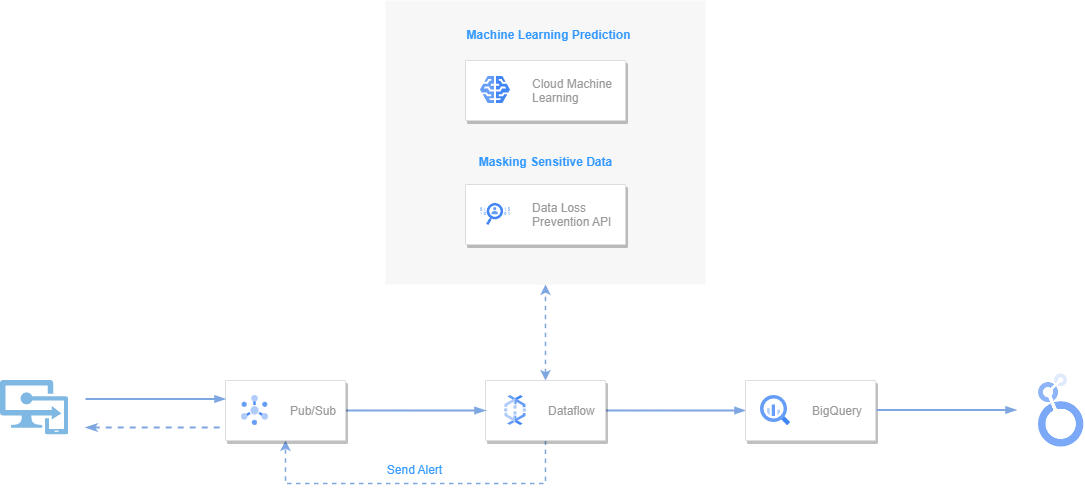 Machine Learning Prediction
Cloud Machine
Learning
Masking Sensitive Data
Data Loss
Prevention API
Pub/Sub
Dataflow
BigQuery
Send Alert